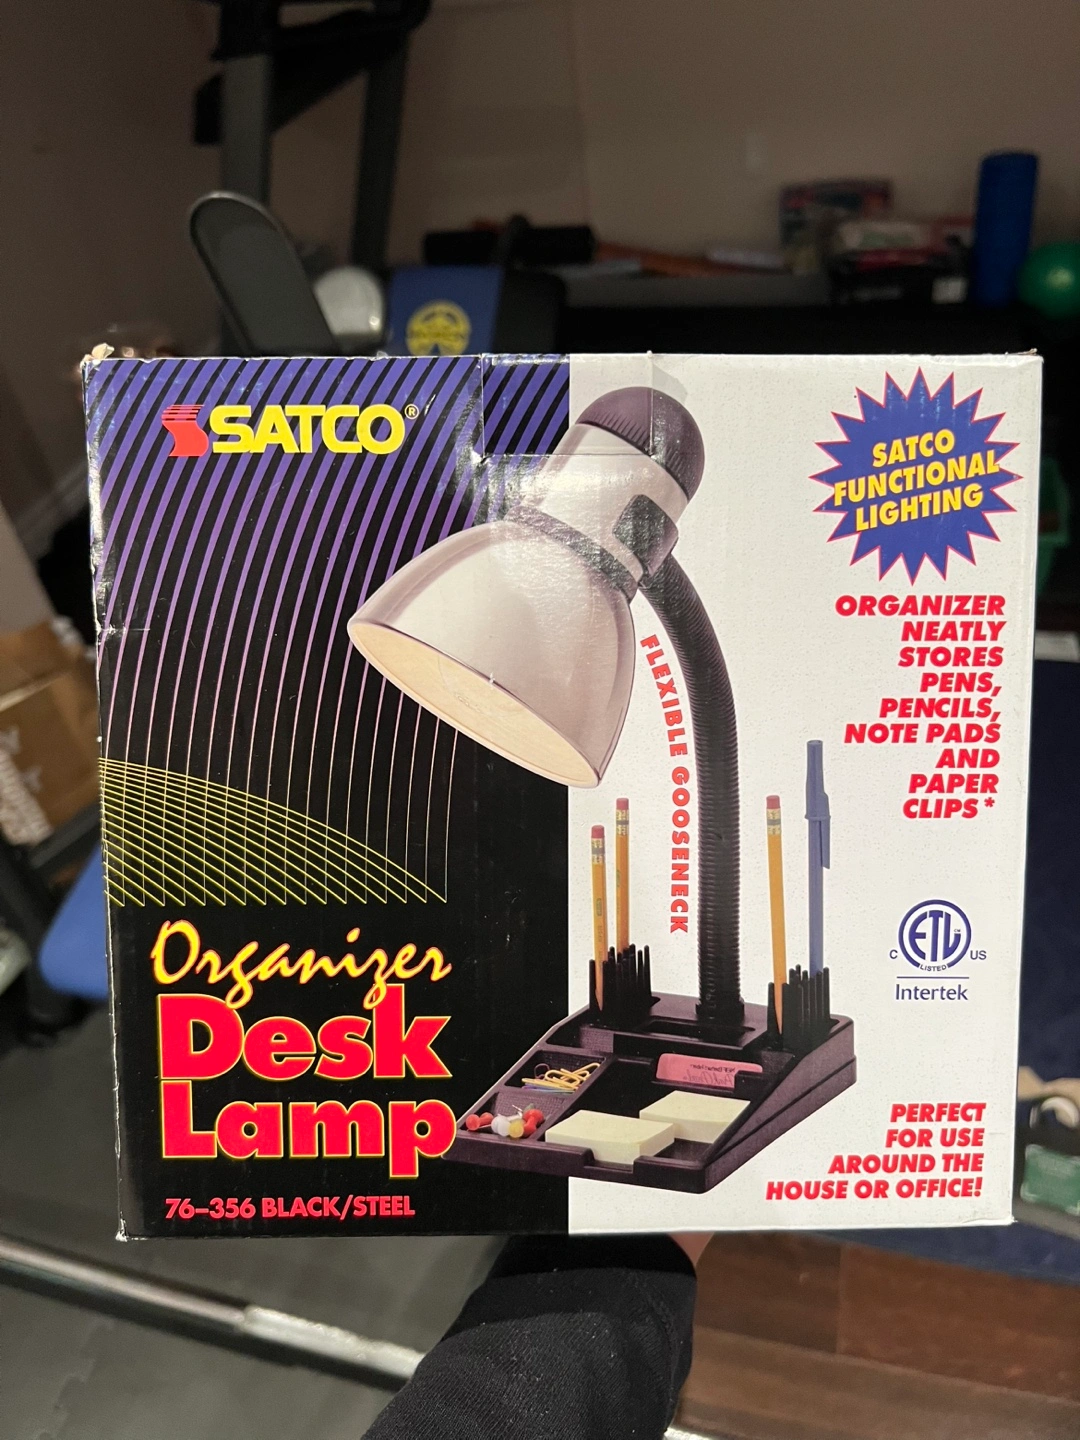 SATCO®
SATCO
FUNCTIONAL
LIGHTING
ORGANIZER
NEATLY
STORES
PENS,
PENCILS,
NOTE PADS
AND
PAPER
CLIPS*
FLEXIBLE GOOSENECK
ETL
C US
LISTED
Intertek
Organizer
Desk
Lamp
76-356 BLACK/STEEL
PERFECT
FOR USE
AROUND THE
HOUSE OR OFFICE!